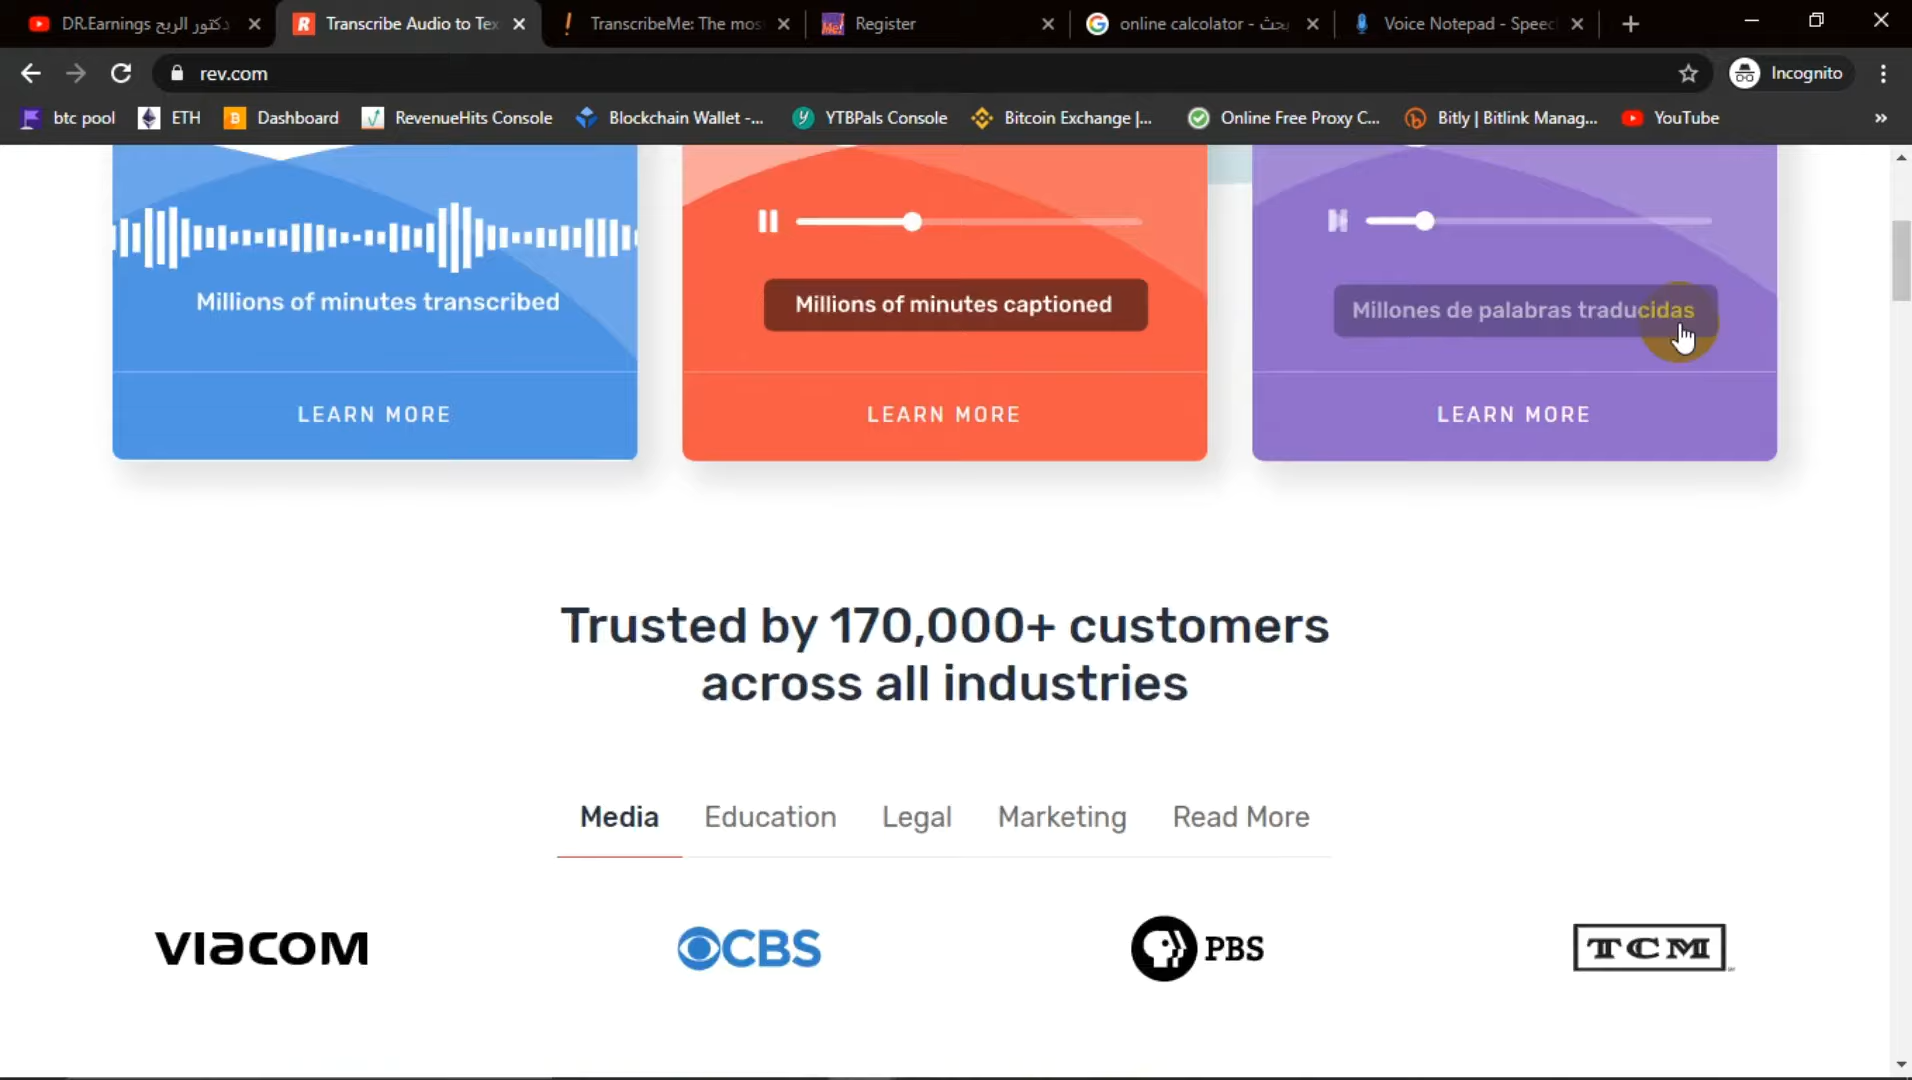 DR.Earnings دكتور الربح
Transcribe Audio to Tex
TranscribeMe: The mos
Register
online calcolator - بحث
Voice Notepad - Speec
rev.com
Incognito
btc pool
ETH
Dashboard
RevenueHits Console
Blockchain Wallet -...
YTBPals Console
Bitcoin Exchange |...
Online Free Proxy C...
Bitly | Bitlink Manag...
YouTube
»
Millions of minutes transcribed
Millions of minutes captioned
Millones de palabras traducidas
LEARN MORE
LEARN MORE
LEARN MORE
Trusted by 170,000+ customers
across all industries
Media
Education
Legal
Marketing
Read More
VIacom
CBS
PBS
TCM